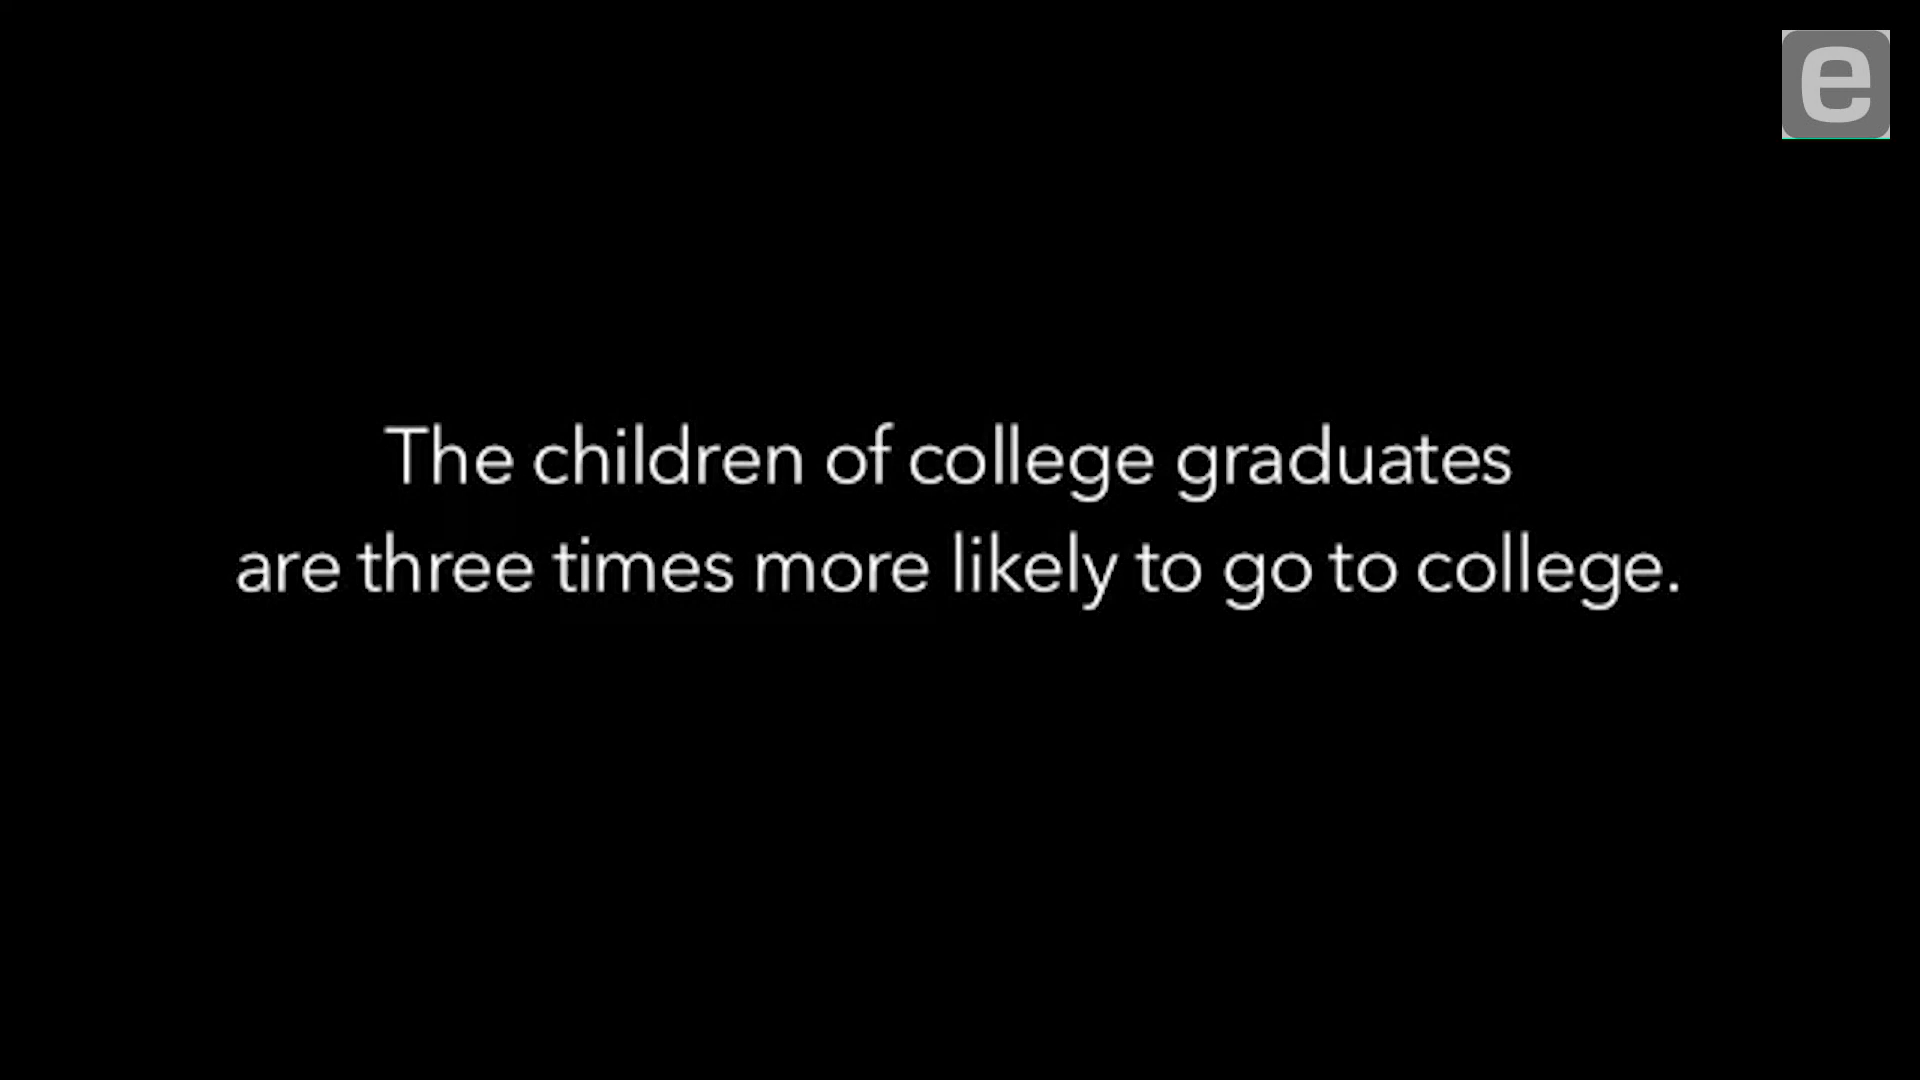 e
The children of college graduates
are three times more likely to go to college.